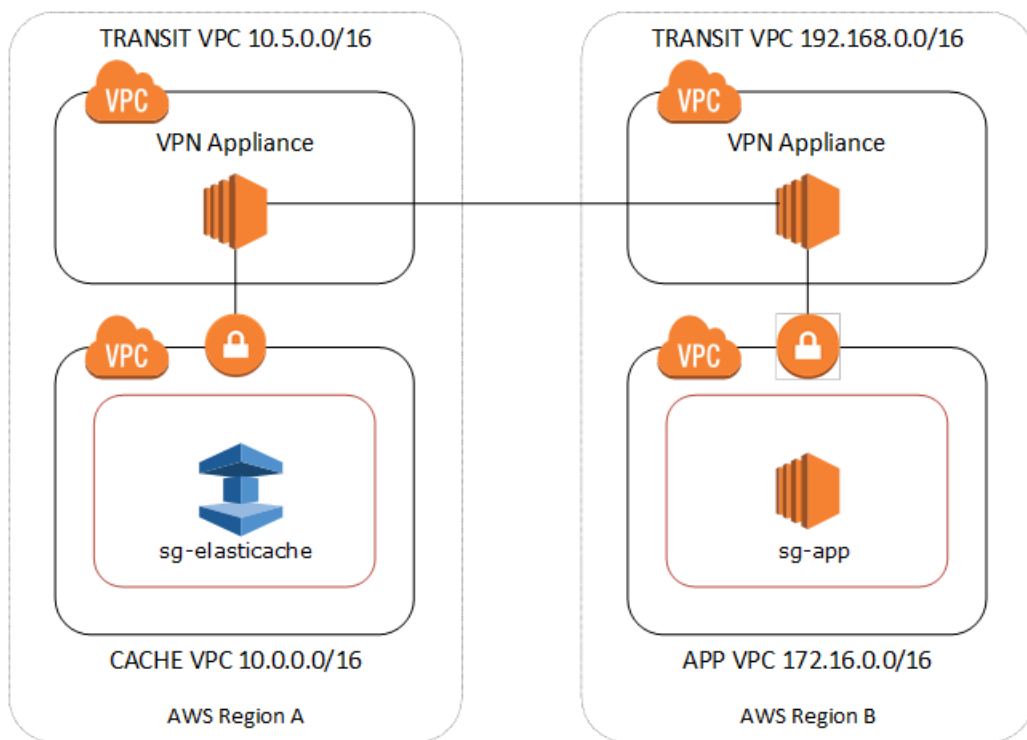 TRANSIT VPC 10.5.0.0/16
VPC
VPN Appliance
VPC
sg-elasticache
CACHE VPC 10.0.0.0/16
AWS Region A
TRANSIT VPC 192.168.0.0/16
VPC
VPN Appliance
VPC
sg-app
APP VPC 172.16.0.0/16
AWS Region B